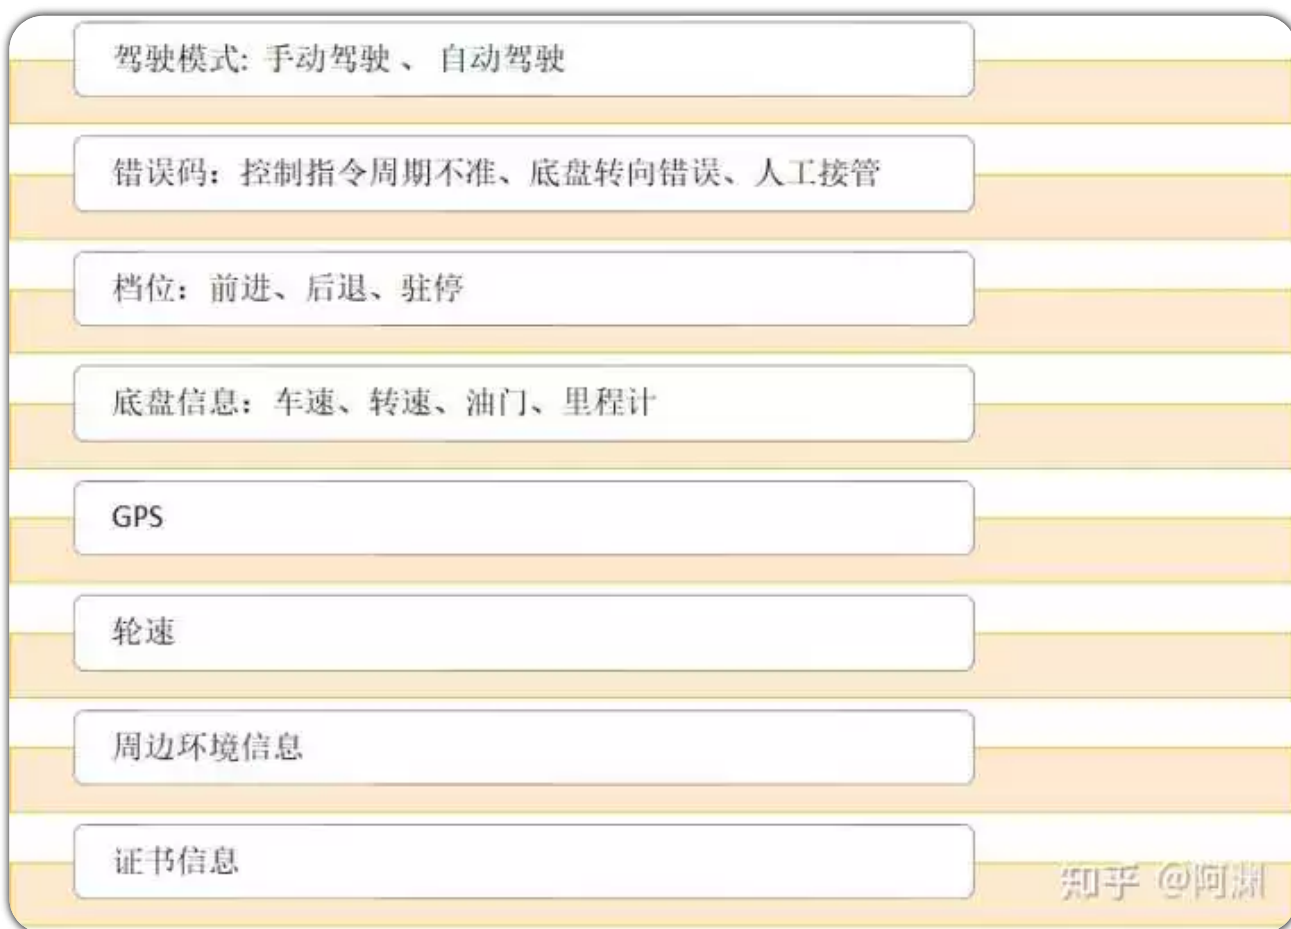 驾驶模式: 手动驾驶 、 自动驾驶
错误码：控制指令周期不准、底盘转向错误、人工接管
档位：前进、后退、驻停
底盘信息：车速、转速、油门、里程计
GPS
轮速
周边环境信息
证书信息
知乎 @阿渊